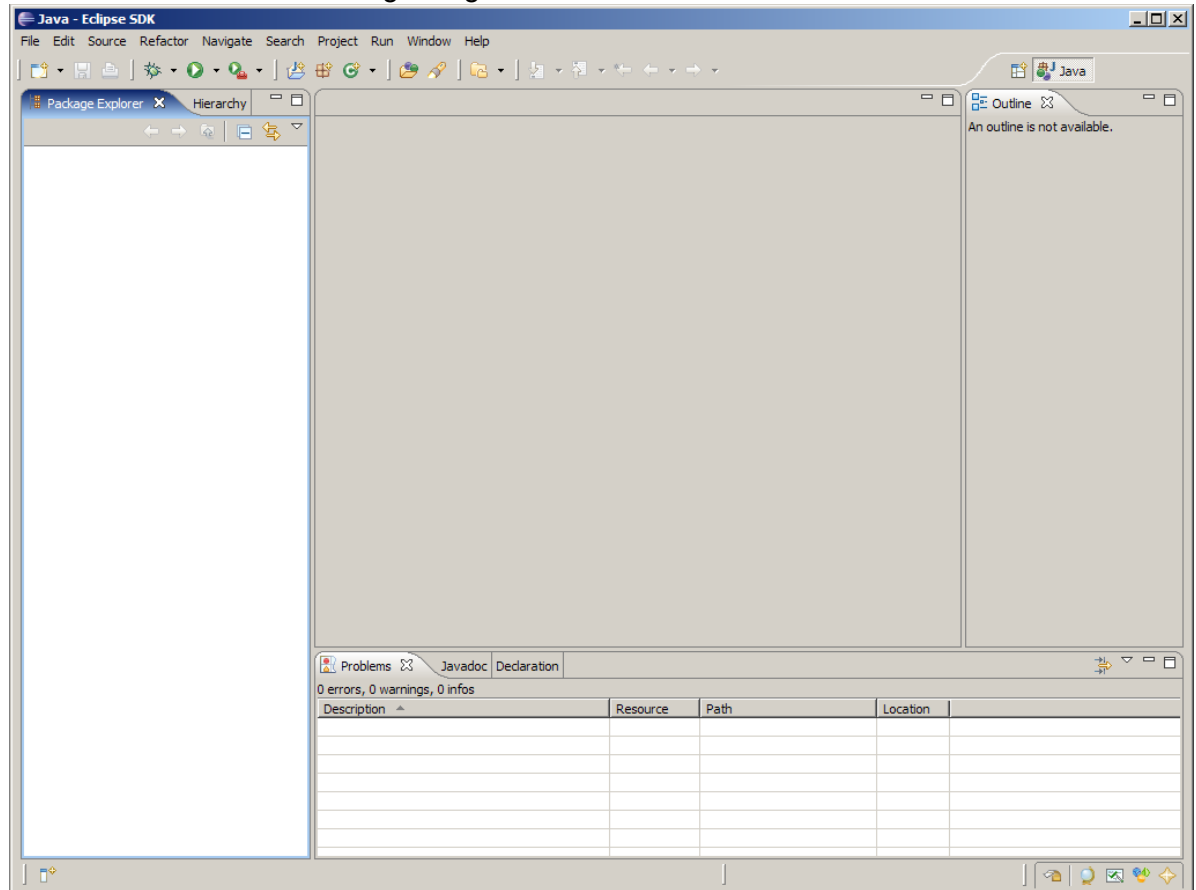 Java - Eclipse SDK
File Edit Source Refactor Navigate Search Project Run Window Help
Java
Package Explorer Hierarchy
Outline
An outline is not available.
Problems Javadoc Declaration
0 errors, 0 warnings, 0 infos
Description Resource Path Location